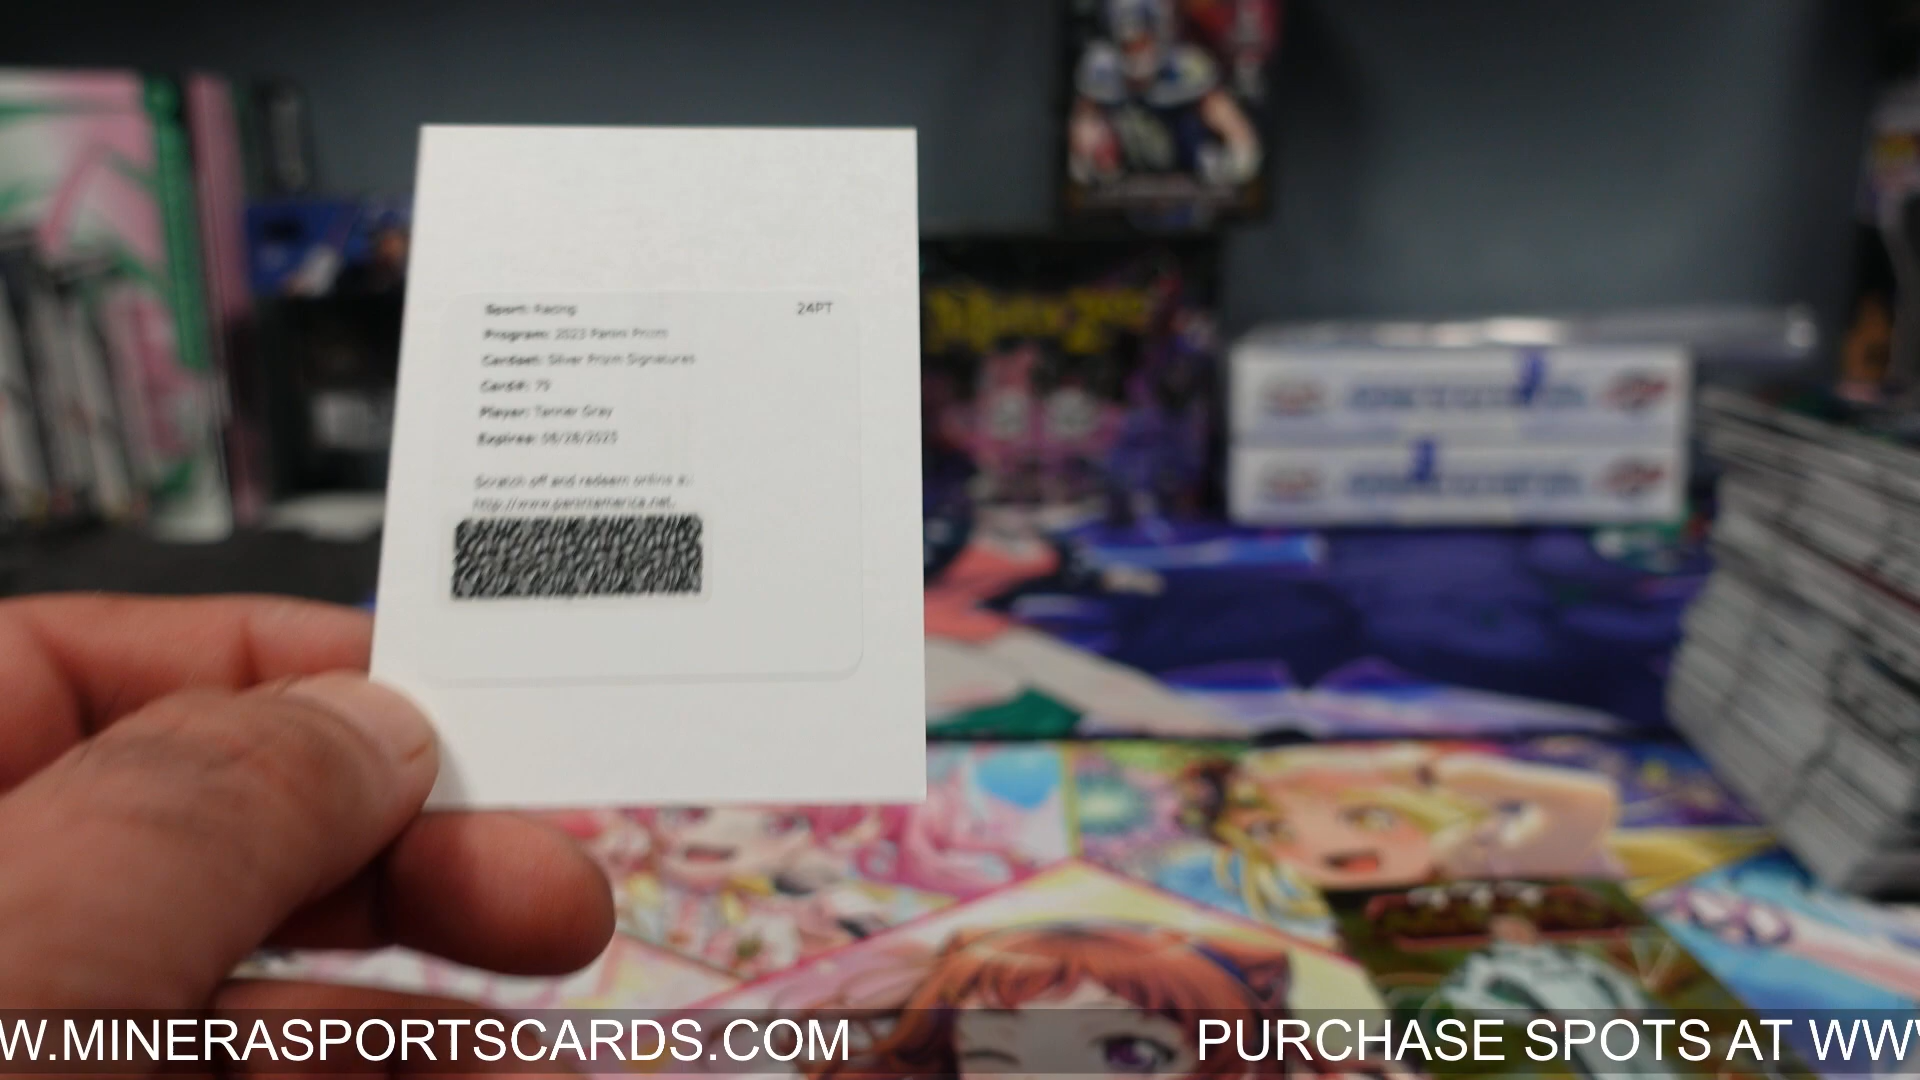 Sport: Racing
24PT
Program: 2023 Panini Prizm
Cardset: Silver Prizm Signatures
Card#: 79
Player: Tanner Gray
Expires: 08/28/2025
Scratch off and redeem online at:
http://www.paniniamerica.net.
W.MINERASPORTSCARDS.COM
PURCHASE SPOTS AT WW